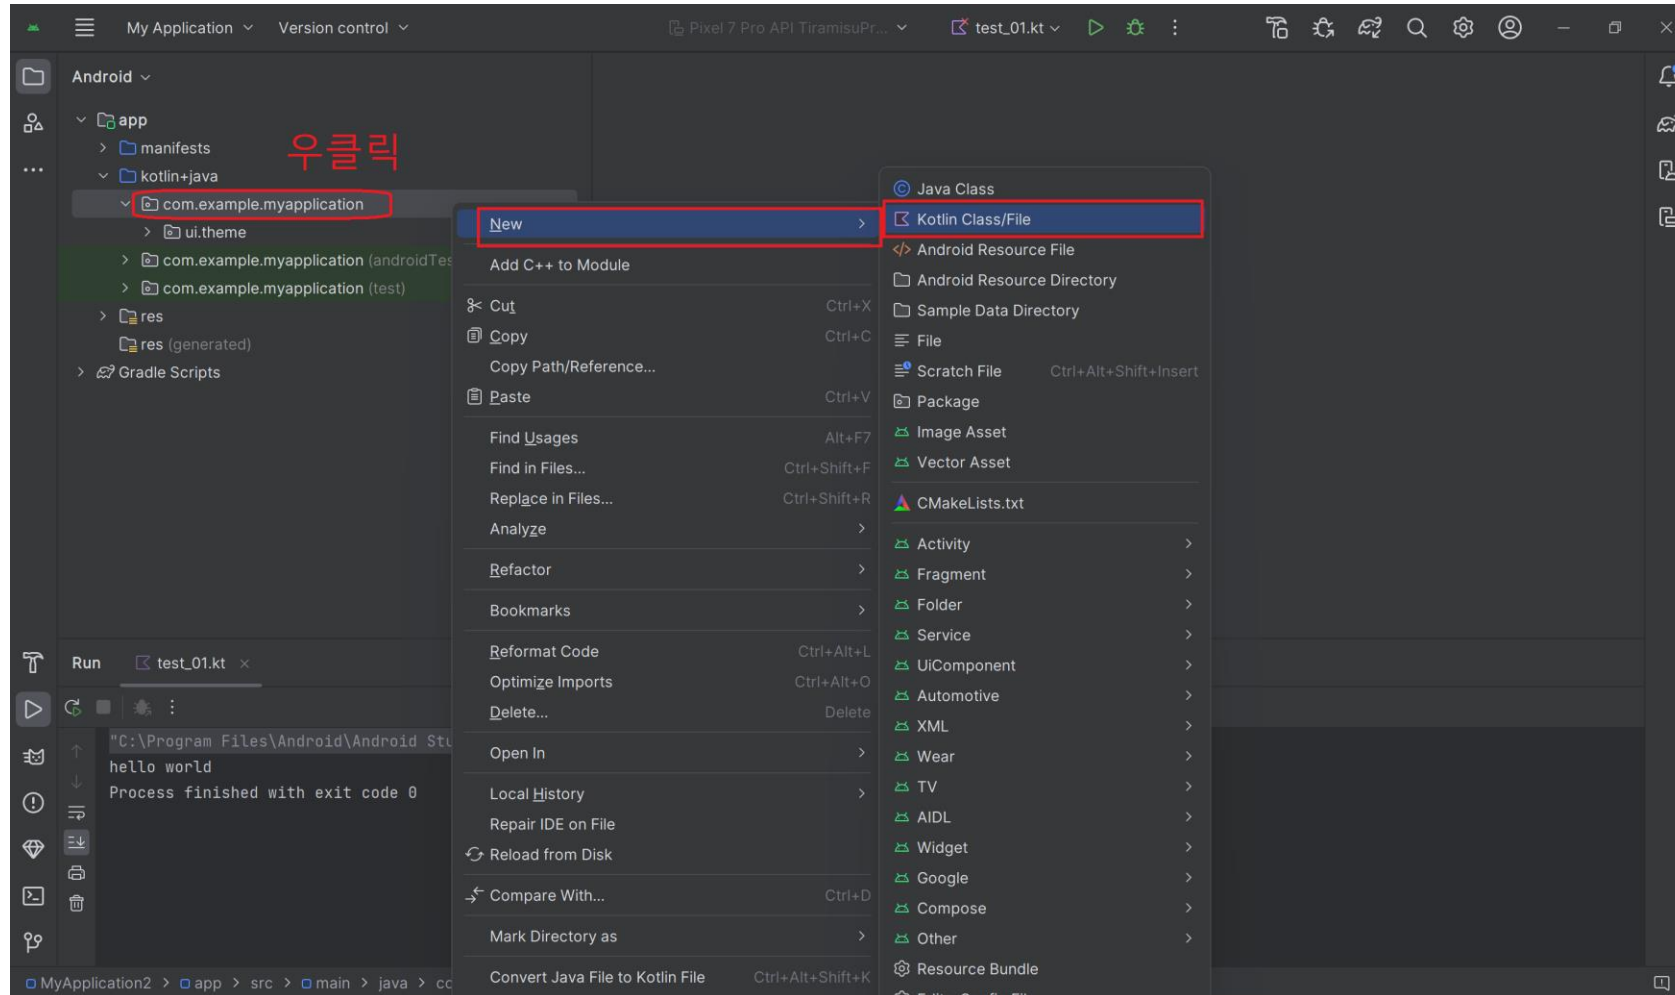 My Application
Version control
Pixel 7 Pro API TiramisuPr...
test_01.kt
Android
app
manifests
kotlin+java
com.example.myapplication
ui.theme
com.example.myapplication (androidTes
com.example.myapplication (test)
res
res (generated)
Gradle Scripts
우클릭
New
Add C++ to Module
Cut Ctrl+X
Copy Ctrl+C
Copy Path/Reference...
Paste Ctrl+V
Find Usages Alt+F7
Find in Files... Ctrl+Shift+F
Replace in Files... Ctrl+Shift+R
Analyze
Refactor
Bookmarks
Reformat Code Ctrl+Alt+L
Optimize Imports Ctrl+Alt+O
Delete... Delete
Open In
Local History
Repair IDE on File
Reload from Disk
Compare With... Ctrl+D
Mark Directory as
Convert Java File to Kotlin File Ctrl+Alt+Shift+K
Java Class
Kotlin Class/File
Android Resource File
Android Resource Directory
Sample Data Directory
File
Scratch File Ctrl+Alt+Shift+Insert
Package
Image Asset
Vector Asset
CMakeLists.txt
Activity
Fragment
Folder
Service
UiComponent
Automotive
XML
Wear
TV
AIDL
Widget
Google
Compose
Other
Resource Bundle
Run test_01.kt
"C:\Program Files\Android\Android Stu
hello world
Process finished with exit code 0
MyApplication2 > app > src > main > java > co